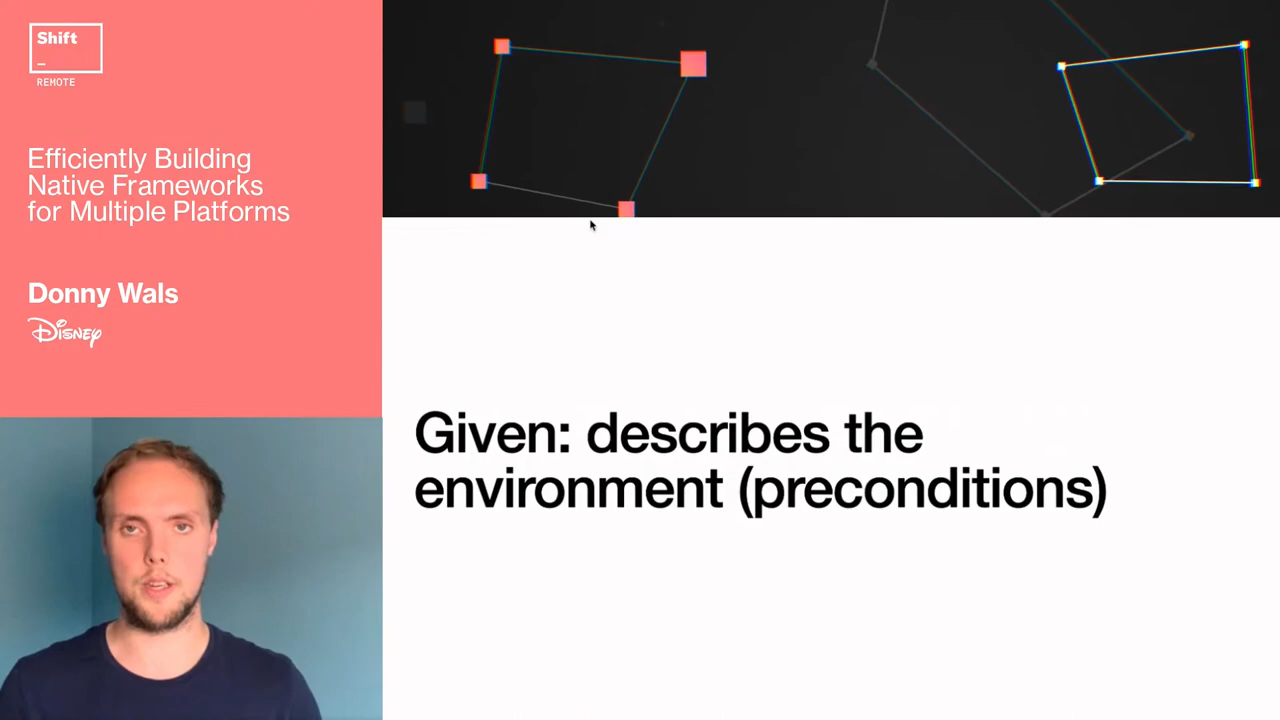 Shift
_
REMOTE
Efficiently Building
Native Frameworks
for Multiple Platforms
Donny Wals
Disney
Given: describes the
environment (preconditions)